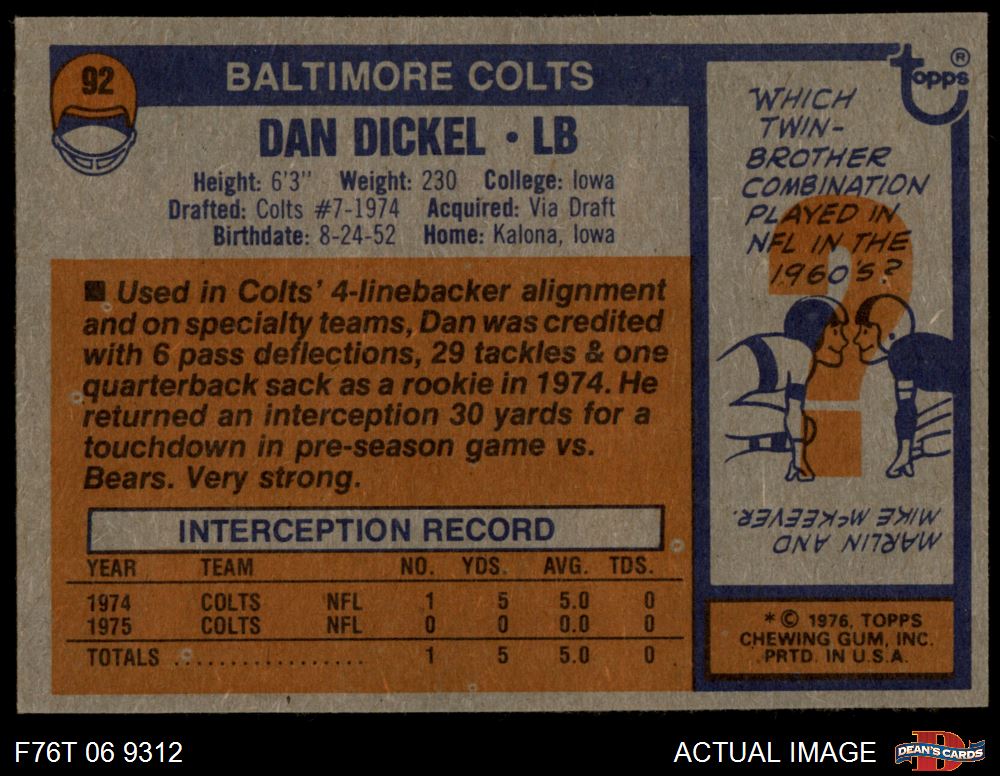 92
BALTIMORE COLTS
DAN DICKEL • LB
Height: 6'3" Weight: 230 College: Iowa
Drafted: Colts #7-1974 Acquired: Via Draft
Birthdate: 8-24-52 Home: Kalona, Iowa
■ Used in Colts' 4-linebacker alignment
and on specialty teams, Dan was credited
with 6 pass deflections, 29 tackles & one
quarterback sack as a rookie in 1974. He
returned an interception 30 yards for a
touchdown in pre-season game vs.
Bears. Very strong.
INTERCEPTION RECORD
YEAR TEAM NO. YDS. AVG. TDS.
1974 COLTS NFL 1 5 5.0 0
1975 COLTS NFL 0 0 0.0 0
TOTALS .................. 1 5 5.0 0
topps ®
WHICH
TWIN-
BROTHER
COMBINATION
PLAYED IN
NFL IN THE
1960'S?
?
MARLIN AND
MIKE McKEEVER.
* © 1976, TOPPS
CHEWING GUM, INC.
PRTD. IN U.S.A.
F76T 06 9312
ACTUAL IMAGE
DEAN'S CARDS